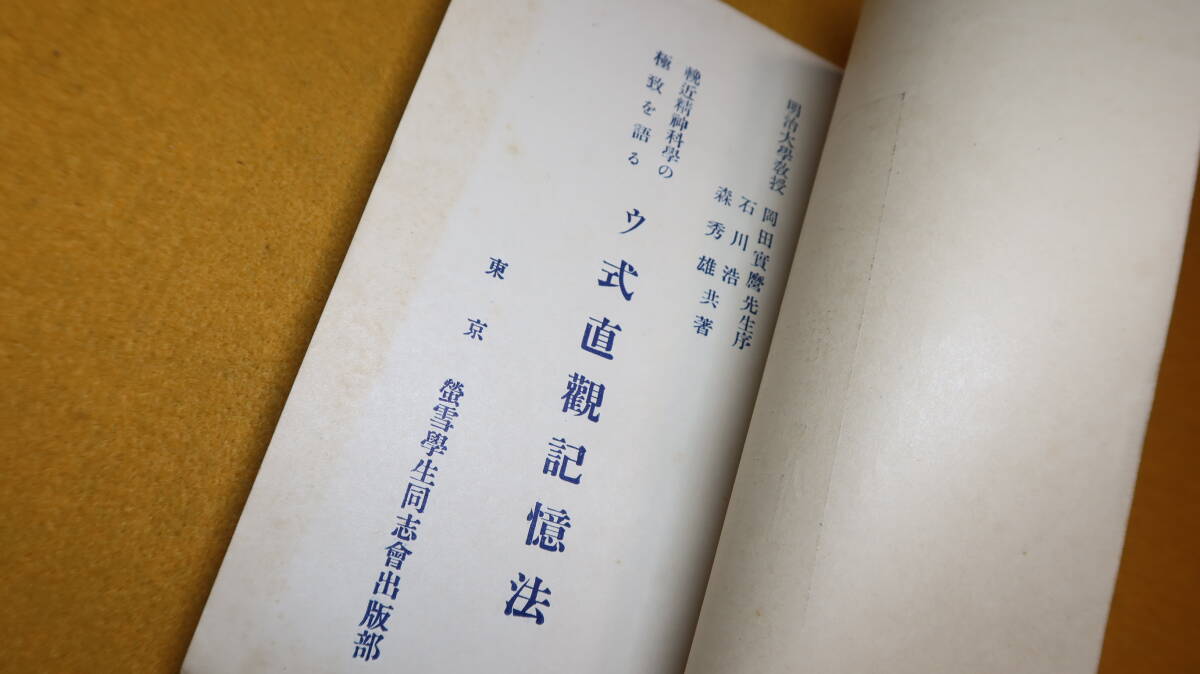 明治大學敎授 岡田實麿先生序
石川浩
森秀雄共著
輓近精神科學の
極致を語る
ウ式直觀記憶法
東京 螢雪學生同志會出版部